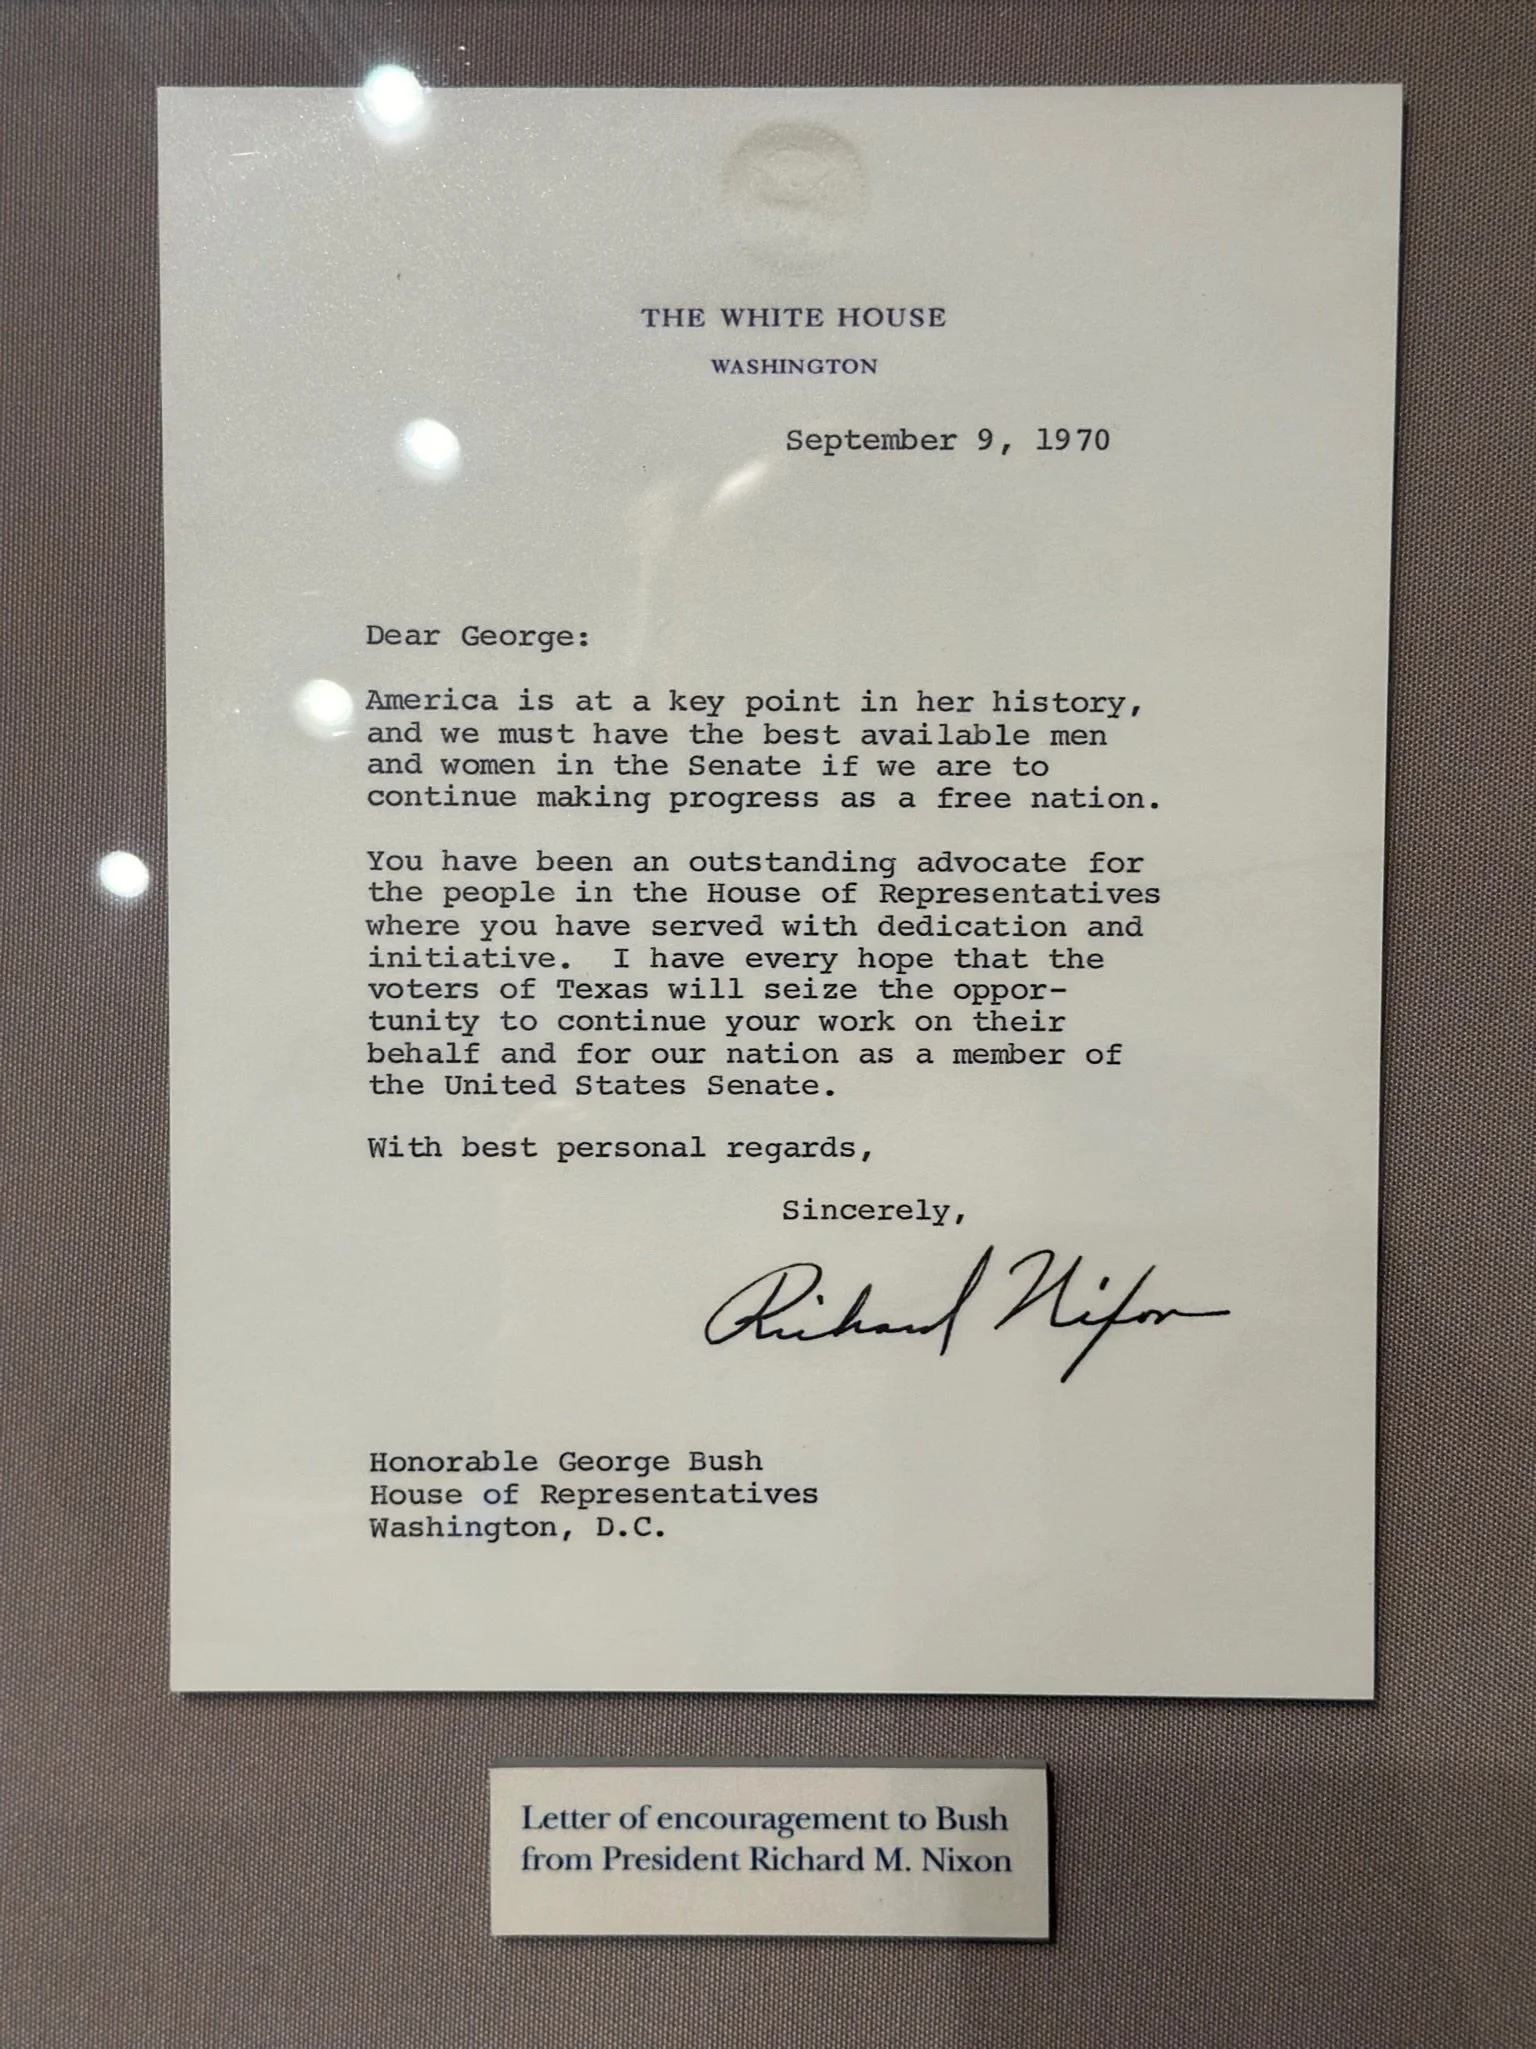 THE WHITE HOUSE
WASHINGTON
September 9, 1970
Dear George:
America is at a key point in her history,
and we must have the best available men
and women in the Senate if we are to
continue making progress as a free nation.
You have been an outstanding advocate for
the people in the House of Representatives
where you have served with dedication and
initiative.  I have every hope that the
voters of Texas will seize the oppor-
tunity to continue your work on their
behalf and for our nation as a member of
the United States Senate.
With best personal regards,
Sincerely,
Richard Nixon
Honorable George Bush
House of Representatives
Washington, D.C.
Letter of encouragement to Bush
from President Richard M. Nixon